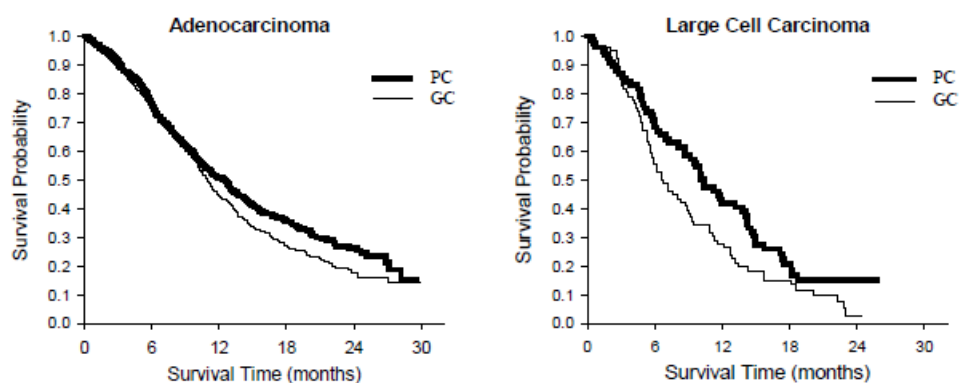 Adenocarcinoma
1.0
0.9
0.8
0.7
0.6
0.5
0.4
0.3
0.2
0.1
0.0
Survival Probability
PC
GC
0 6 12 18 24 30
Survival Time (months)
Large Cell Carcinoma
1.0
0.9
0.8
0.7
0.6
0.5
0.4
0.3
0.2
0.1
0.0
Survival Probability
PC
GC
0 6 12 18 24 30
Survival Time (months)